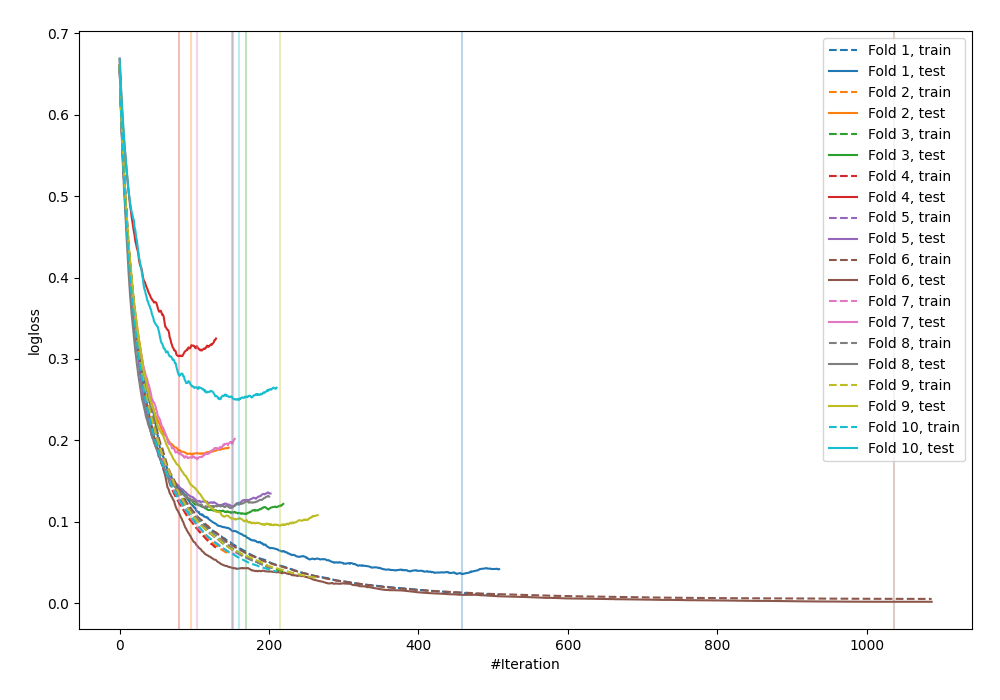 0.7
0.6
0.5
0.4
0.3
0.2
0.1
0.0
logloss
0 200 400 600 800 1000
#Iteration
Fold 1, train
Fold 1, test
Fold 2, train
Fold 2, test
Fold 3, train
Fold 3, test
Fold 4, train
Fold 4, test
Fold 5, train
Fold 5, test
Fold 6, train
Fold 6, test
Fold 7, train
Fold 7, test
Fold 8, train
Fold 8, test
Fold 9, train
Fold 9, test
Fold 10, train
Fold 10, test